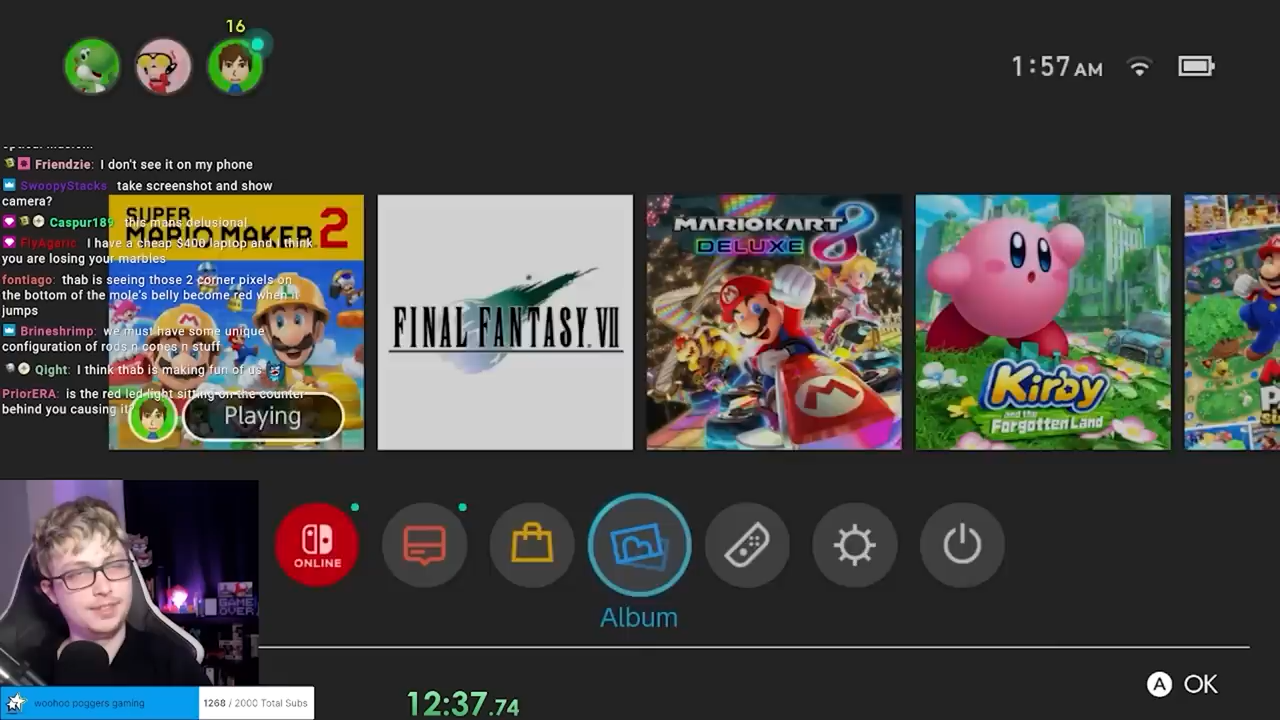 16
1:57 AM
Friendzie: I don't see it on my phone
SwoopyStacks take screenshot and show
camera?
Caspur189 this mans delusional
FlyAgaric I have a cheap $400 laptop and i think
you are losing your marbles
fontiago: thab is seeing those 2 corner pixels on
the bottom of the mole's belly become red when it
jumps
Brineshrimp: we must have some unique
configuration of rods n cones n stuff
Qight: I think thab is making fun of us
PriorERA: is the red led light sitting on the counter
behind you causing it?
SUPER
MARIO MAKER 2
Playing
FINAL FANTASY VII
MARIOKART 8
DELUXE
Kirby
and the
Forgotten Land
ONLINE
Album
GAME
OVER
woohoo poggers gaming
1268 / 2000 Total Subs
12:37.74
A OK